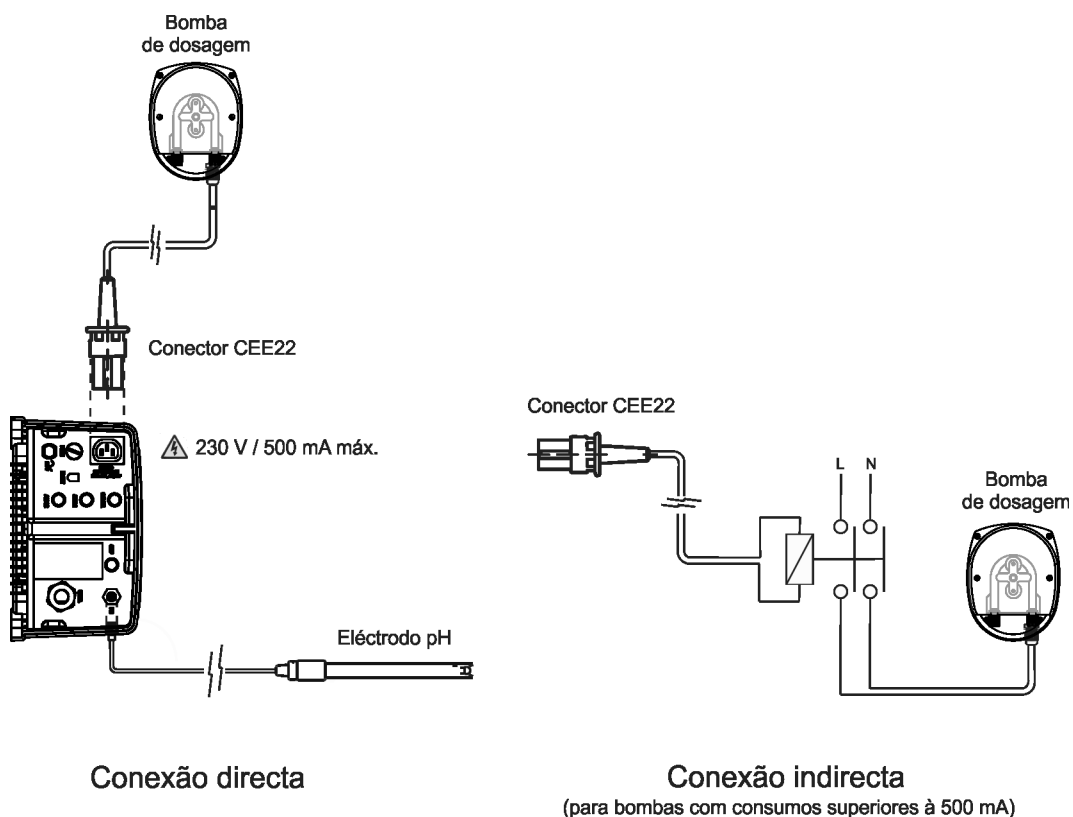 Bomba
de dosagem
Conector CEE22
230 V / 500 mA máx.
Eléctrodo pH
Conexão directa
Conector CEE22
L N
Bomba
de dosagem
Conexão indirecta
(para bombas com consumos superiores à 500 mA)